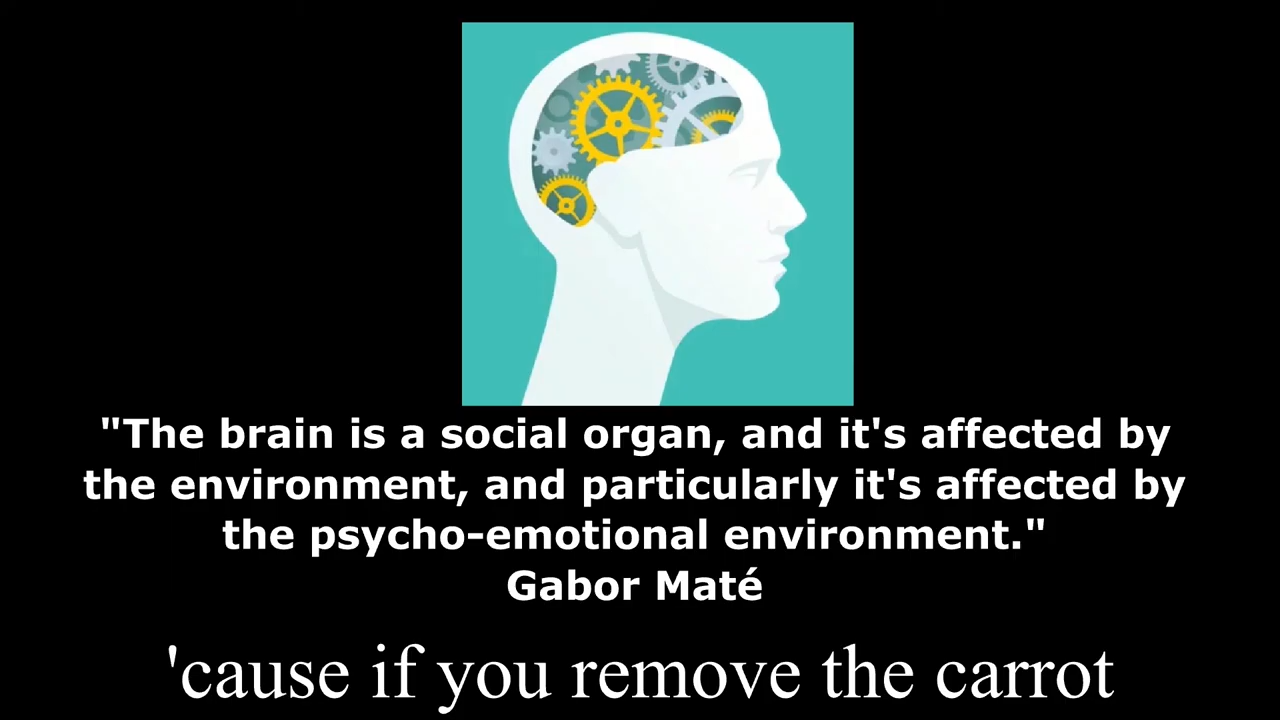 "The brain is a social organ, and it's affected by
the environment, and particularly it's affected by
the psycho-emotional environment."
Gabor Maté
'cause if you remove the carrot